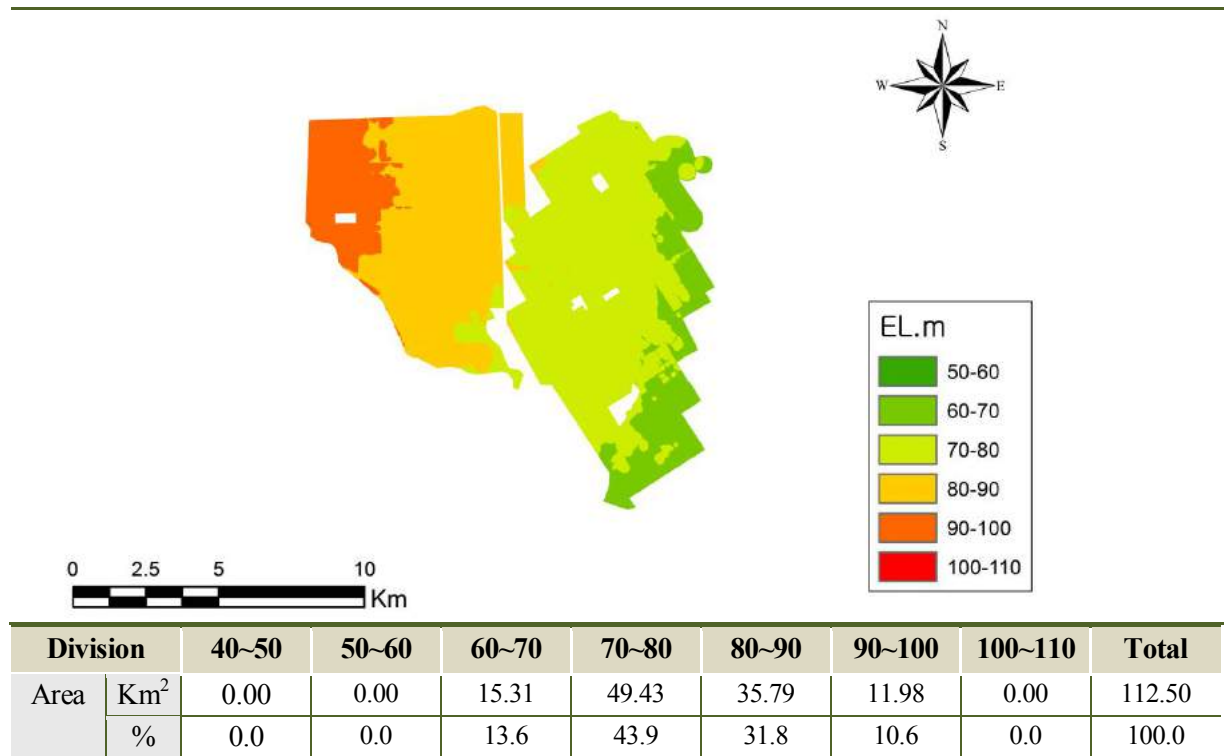 N
W E
S
EL.m
50-60
60-70
70-80
80-90
90-100
100-110
0 2.5 5 10
Km
Division 40~50 50~60 60~70 70~80 80~90 90~100 100~110 Total
Area Km² 0.00 0.00 15.31 49.43 35.79 11.98 0.00 112.50
% 0.0 0.0 13.6 43.9 31.8 10.6 0.0 100.0